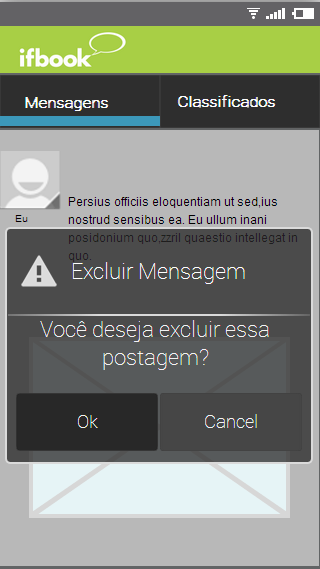 ifbook
Mensagens
Classificados
Persius officiis eloquentiam ut sed,ius
nostrud sensibus ea. Eu ullum inani
Eu
posidonium quo,zzril quaestio intellegat in
quo.
Excluir Mensagem
Você deseja excluir essa
postagem?
Ok
Cancel